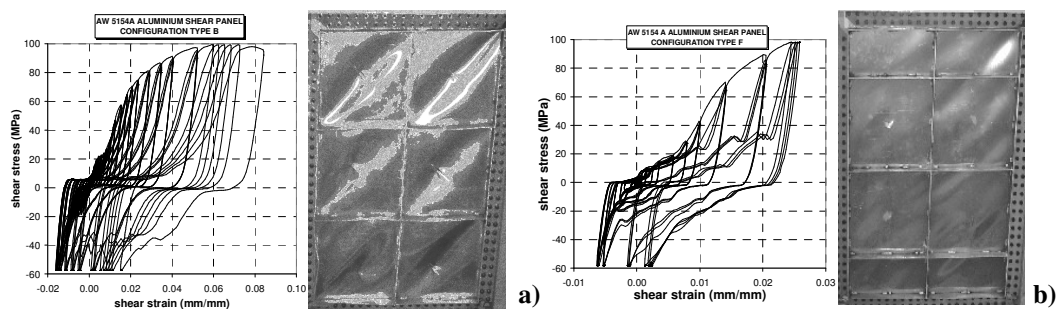 AW 5154A ALUMINIUM SHEAR PANEL
CONFIGURATION TYPE B
shear stress (MPa)
100
80
60
40
20
0
-20
-40
-60
-0.02 0.00 0.02 0.04 0.06 0.08 0.10
shear strain (mm/mm)
a)
AW 5154 A ALUMINIUM SHEAR PANEL
CONFIGURATION TYPE F
shear stress (MPa)
100
80
60
40
20
0
-20
-40
-60
-0.01 0.00 0.01 0.02 0.03
shear strain (mm/mm)
b)